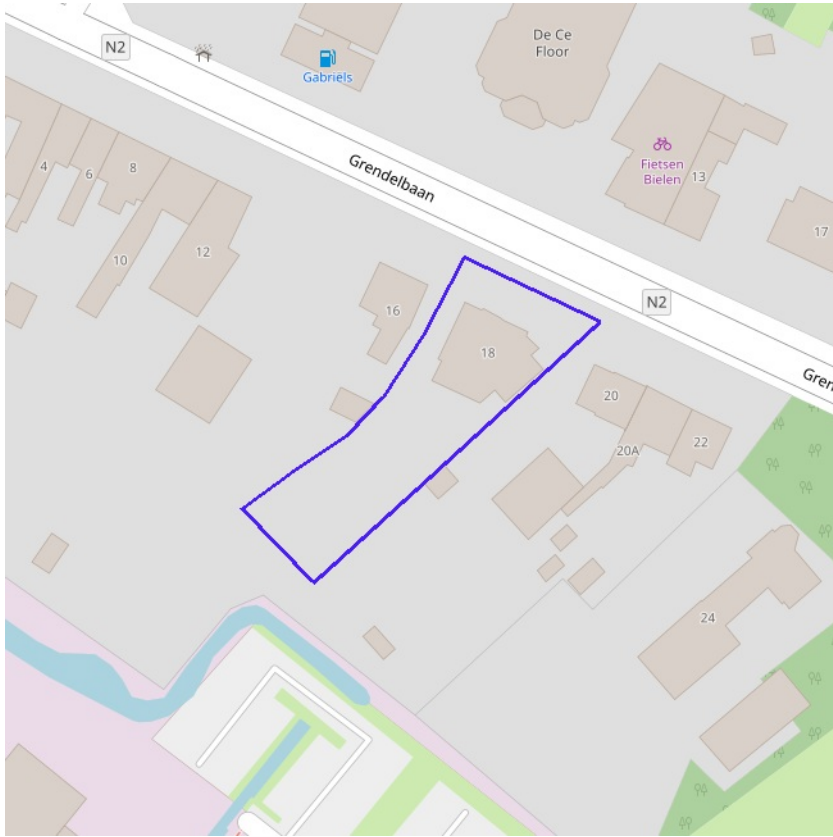 N2
De Ce
Floor
Gabriëls
Grendelbaan
Fietsen
Bielen
13
4
6
8
17
10
12
N2
16
18
Gren
20
22
20A
24